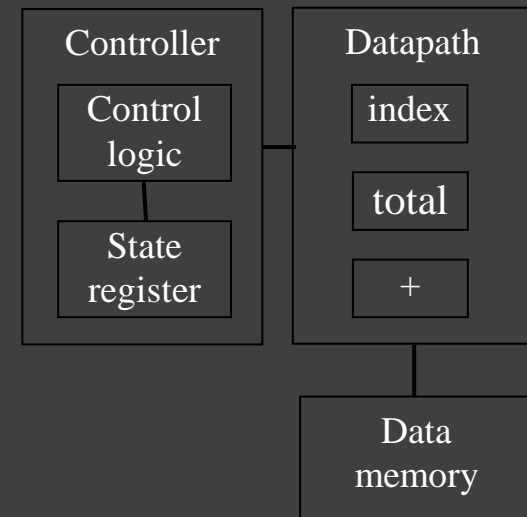 Controller
Control
logic
State
register
Datapath
index
total
+
Data
memory